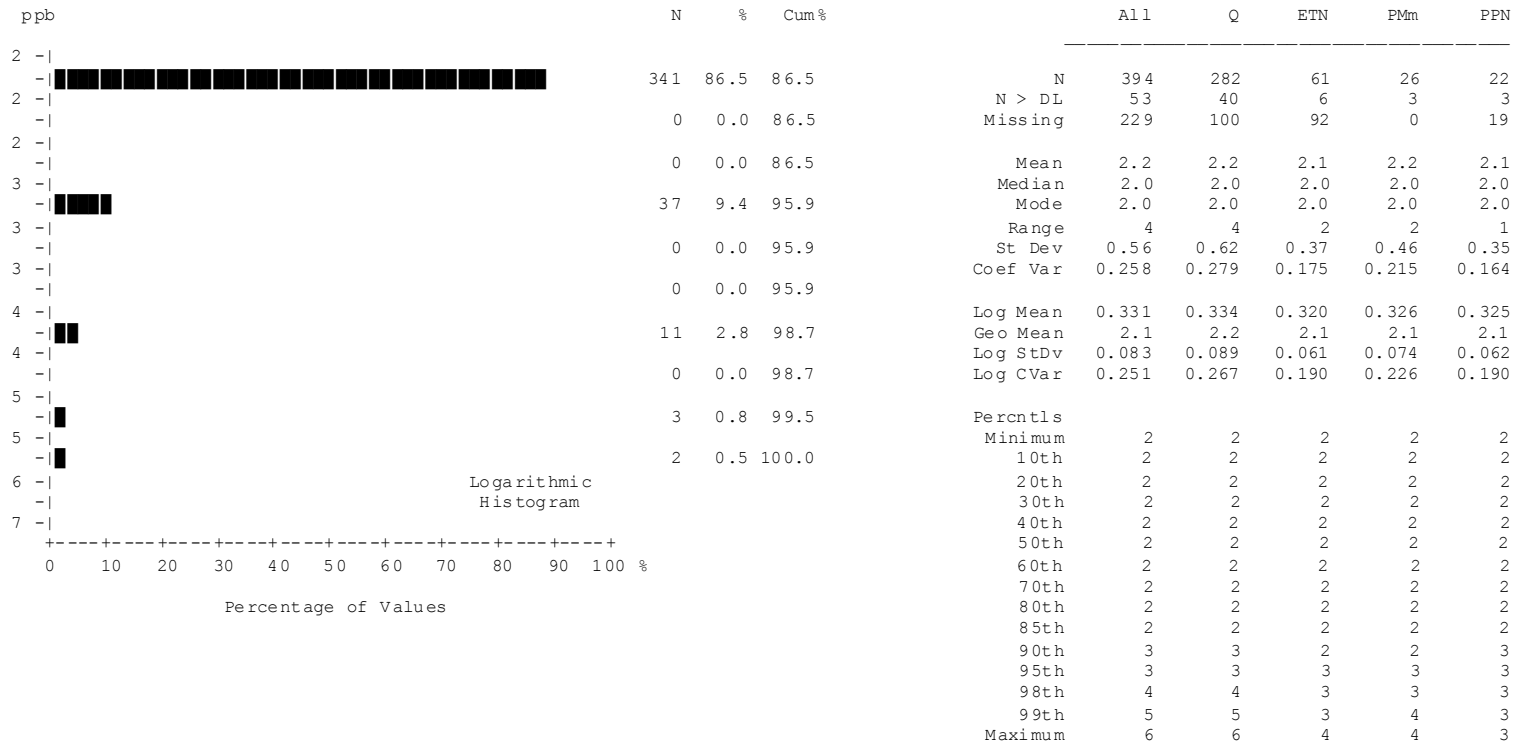 ppb N % Cum% All Q ETN PMm PPN
2 -|
-| 341 86.5 86.5 N 394 282 61 26 22
2 -| N > DL 53 40 6 3 3
-| 0 0.0 86.5 Missing 229 100 92 0 19
2 -|
-| 0 0.0 86.5 Mean 2.2 2.2 2.1 2.2 2.1
3 -| Median 2.0 2.0 2.0 2.0 2.0
-| 37 9.4 95.9 Mode 2.0 2.0 2.0 2.0 2.0
3 -| Range 4 4 2 2 1
-| 0 0.0 95.9 St Dev 0.56 0.62 0.37 0.46 0.35
3 -| Coef Var 0.258 0.279 0.175 0.215 0.164
-| 0 0.0 95.9
4 -| Log Mean 0.331 0.334 0.320 0.326 0.325
-| 11 2.8 98.7 Geo Mean 2.1 2.2 2.1 2.1 2.1
4 -| Log StDv 0.083 0.089 0.061 0.074 0.062
-| 0 0.0 98.7 Log CVar 0.251 0.267 0.190 0.226 0.190
5 -|
-| 3 0.8 99.5 Percntls
5 -| Minimum 2 2 2 2 2
-| 2 0.5 100.0 10th 2 2 2 2 2
6 -| Logarithmic 20th 2 2 2 2 2
-| Histogram 30th 2 2 2 2 2
7 -| 40th 2 2 2 2 2
+----+----+----+----+----+----+----+----+----+----+ 50th 2 2 2 2 2
0 10 20 30 40 50 60 70 80 90 100 % 60th 2 2 2 2 2
70th 2 2 2 2 2
Percentage of Values 80th 2 2 2 2 2
85th 2 2 2 2 2
90th 3 3 2 2 3
95th 3 3 3 3 3
98th 4 4 3 3 3
99th 5 5 3 4 3
Maximum 6 6 4 4 3